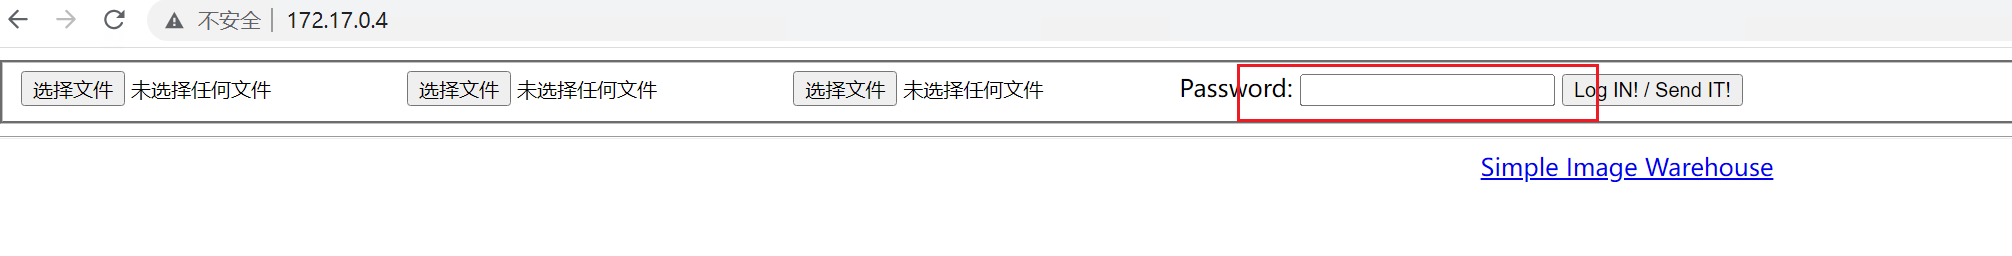 不安全 172.17.0.4
选择文件 未选择任何文件 选择文件 未选择任何文件 选择文件 未选择任何文件 Password: Log IN! / Send IT!
Simple Image Warehouse